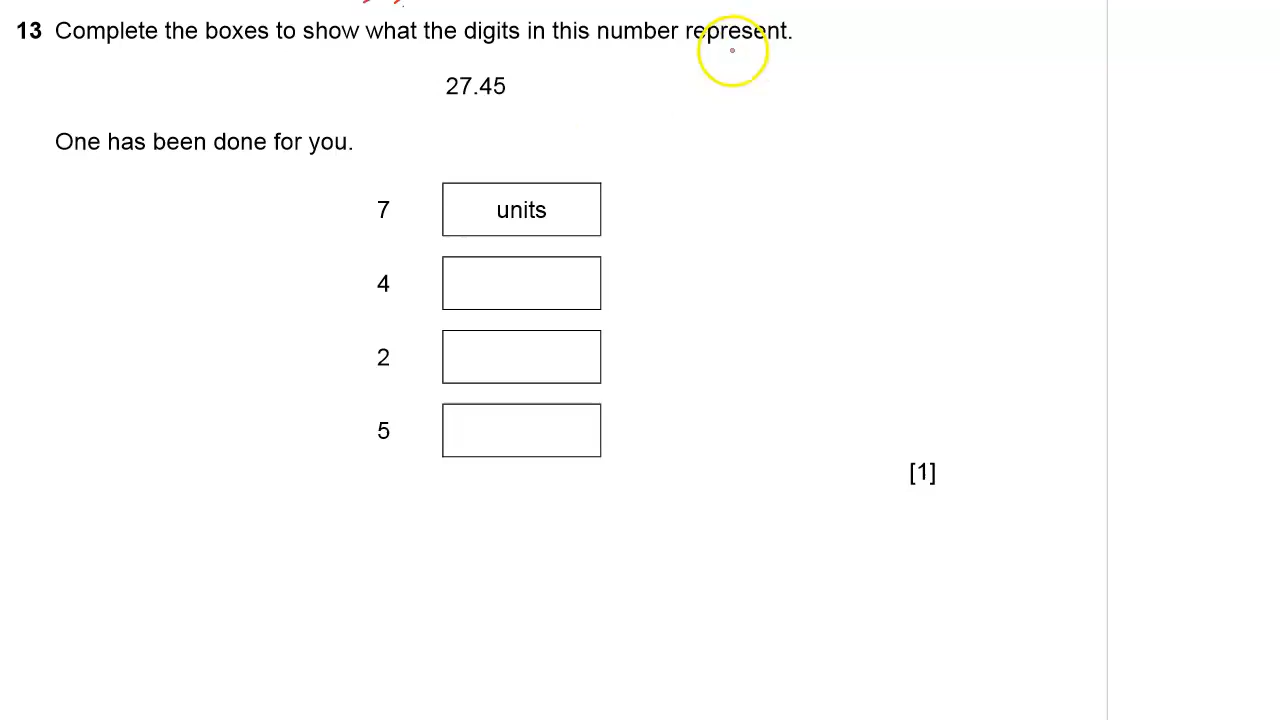 13 Complete the boxes to show what the digits in this number represent.
27.45
One has been done for you.
7 units
4
2
5
[1]